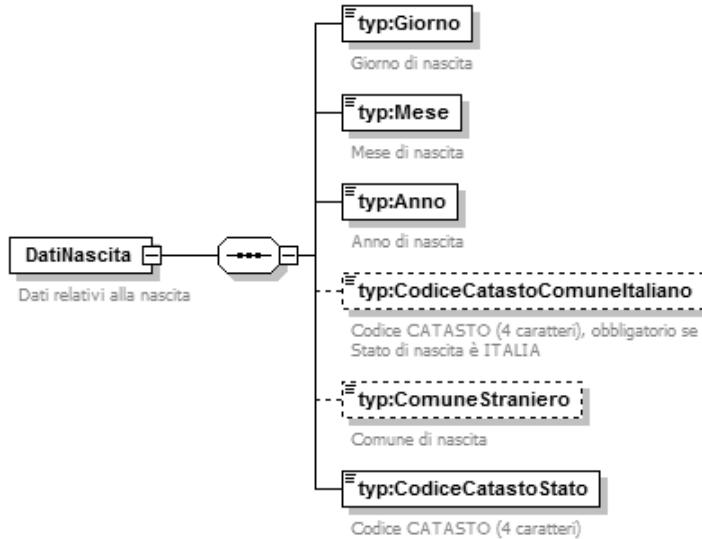 typ:Giorno
Giorno di nascita
typ:Mese
Mese di nascita
typ:Anno
Anno di nascita
DatiNascita
Dati relativi alla nascita
typ:CodiceCatastoComuneItaliano
Codice CATASTO (4 caratteri), obbligatorio se
Stato di nascita è ITALIA
typ:ComuneStraniero
Comune di nascita
typ:CodiceCatastoStato
Codice CATASTO (4 caratteri)